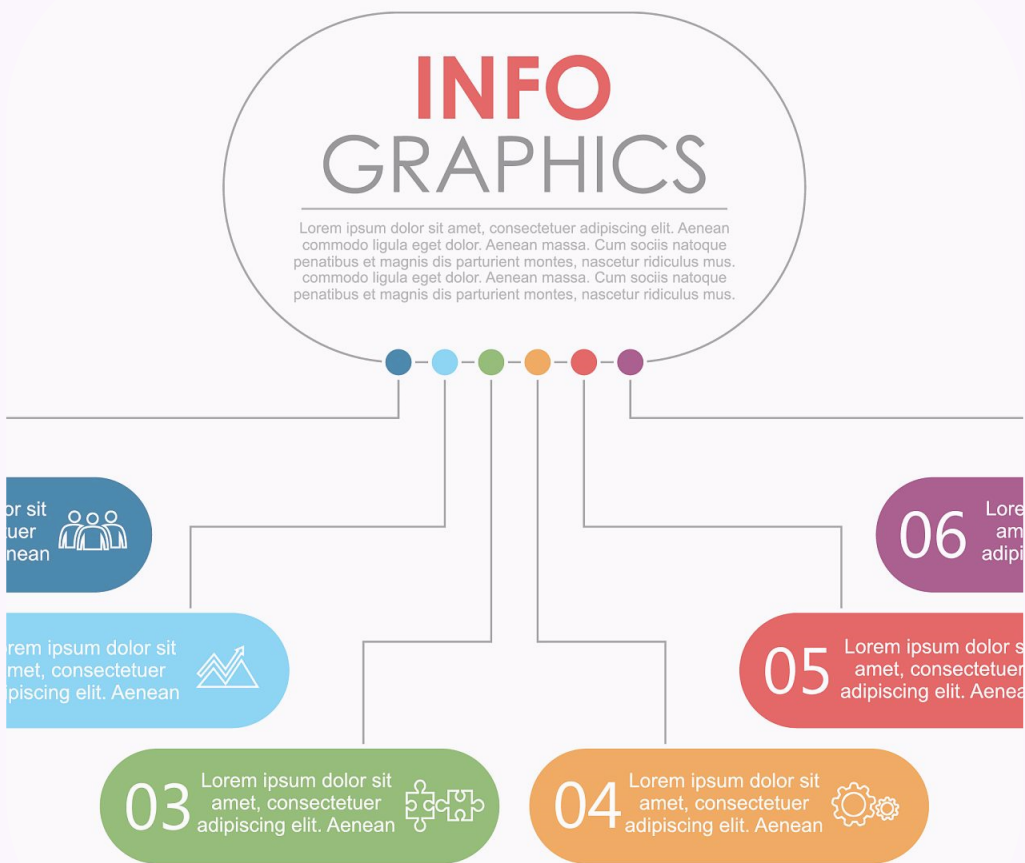 INFO
GRAPHICS
Lorem ipsum dolor sit amet, consectetuer adipiscing elit. Aenean
commodo ligula eget dolor. Aenean massa. Cum sociis natoque
penatibus et magnis dis parturient montes, nascetur ridiculus mus.
commodo ligula eget dolor. Aenean massa. Cum sociis natoque
penatibus et magnis dis parturient montes, nascetur ridiculus mus.
or sit
uer
nean
rem ipsum dolor sit
met, consectetuer
ipiscing elit. Aenean
03
Lorem ipsum dolor sit
amet, consectetuer
adipiscing elit. Aenean
04
Lorem ipsum dolor sit
amet, consectetuer
adipiscing elit. Aenean
05
Lorem ipsum dolor s
amet, consectetuer
adipiscing elit. Aenea
06
Lore
am
adipi